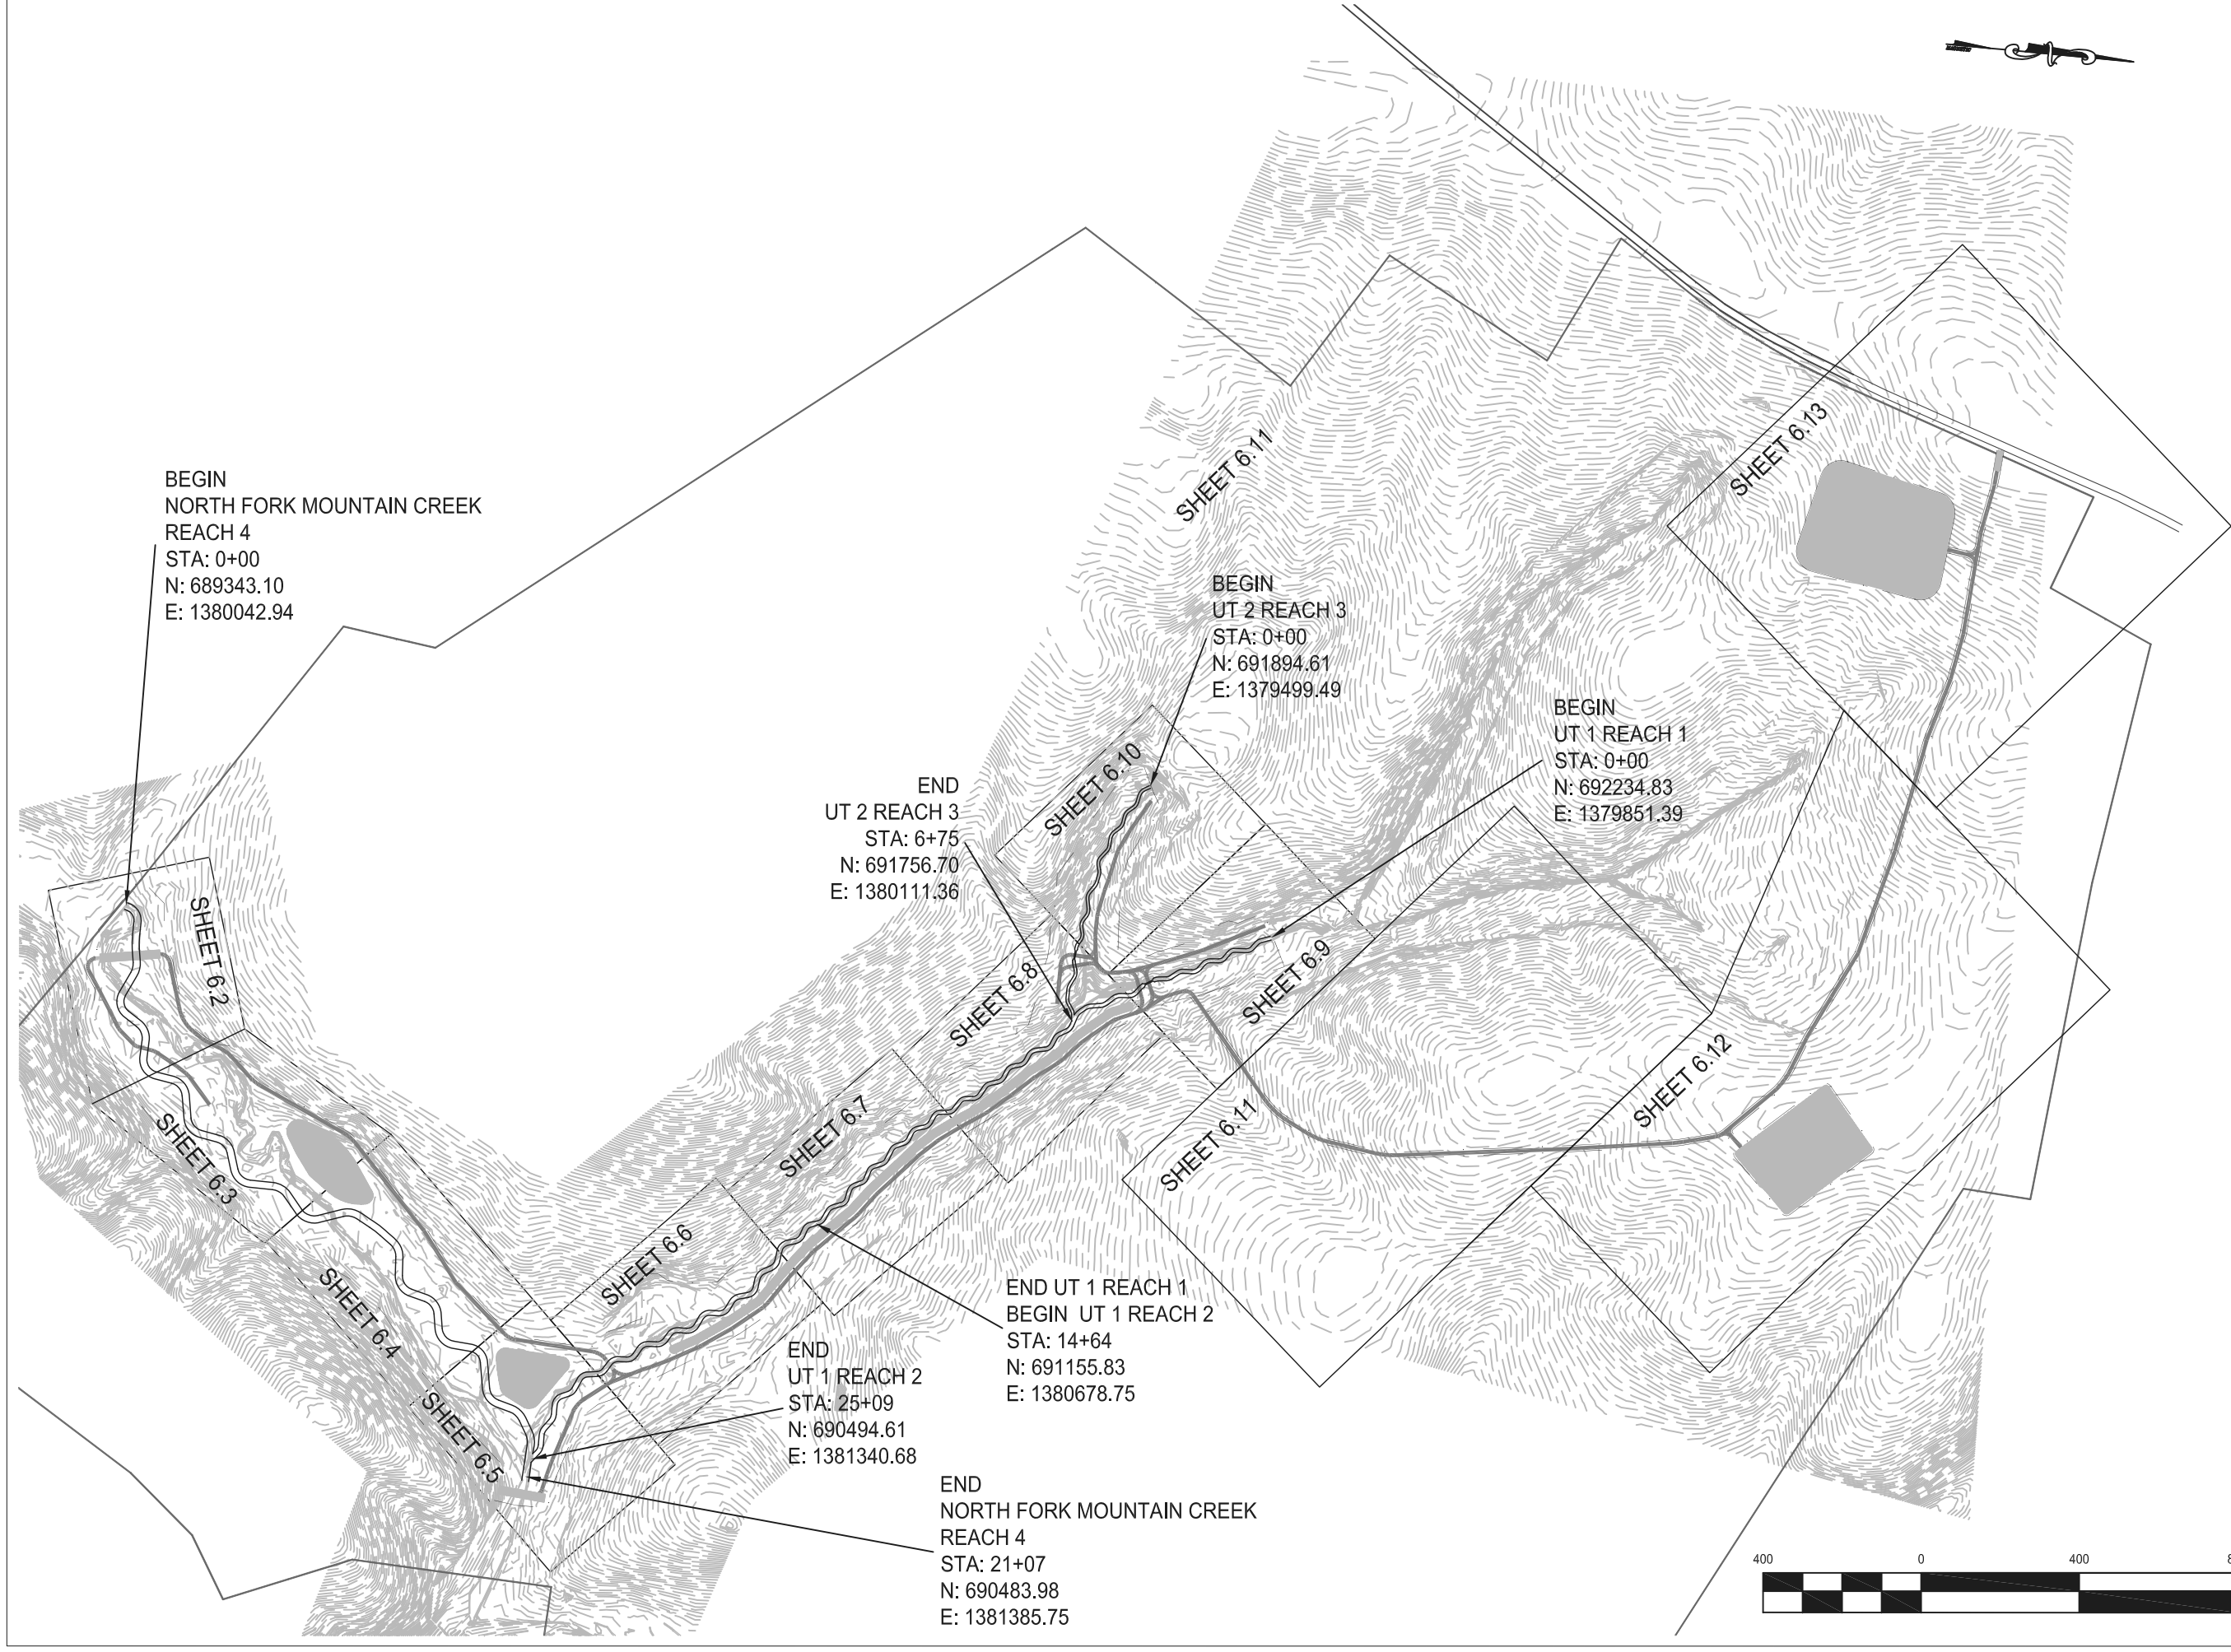 BEGIN
NORTH FORK MOUNTAIN CREEK
REACH 4
STA: 0+00
N: 689343.10
E: 1380042.94
SHEET 6.11
SHEET 6.13
BEGIN
UT 2 REACH 3
STA: 0+00
N: 691894.61
E: 1379499.49
BEGIN
UT 1 REACH 1
STA: 0+00
N: 692234.83
E: 1379851.39
SHEET 6.10
END
UT 2 REACH 3
STA: 6+75
N: 691756.70
E: 1380111.36
SHEET 6.2
SHEET 6.8
SHEET 6.9
SHEET 6.12
SHEET 6.3
SHEET 6.7
SHEET 6.11
SHEET 6.6
SHEET 6.4
END UT 1 REACH 1
BEGIN UT 1 REACH 2
STA: 14+64
N: 691155.83
E: 1380678.75
END
UT 1 REACH 2
STA: 25+09
N: 690494.61
E: 1381340.68
SHEET 6.5
END
NORTH FORK MOUNTAIN CREEK
REACH 4
STA: 21+07
N: 690483.98
E: 1381385.75
400 0 400